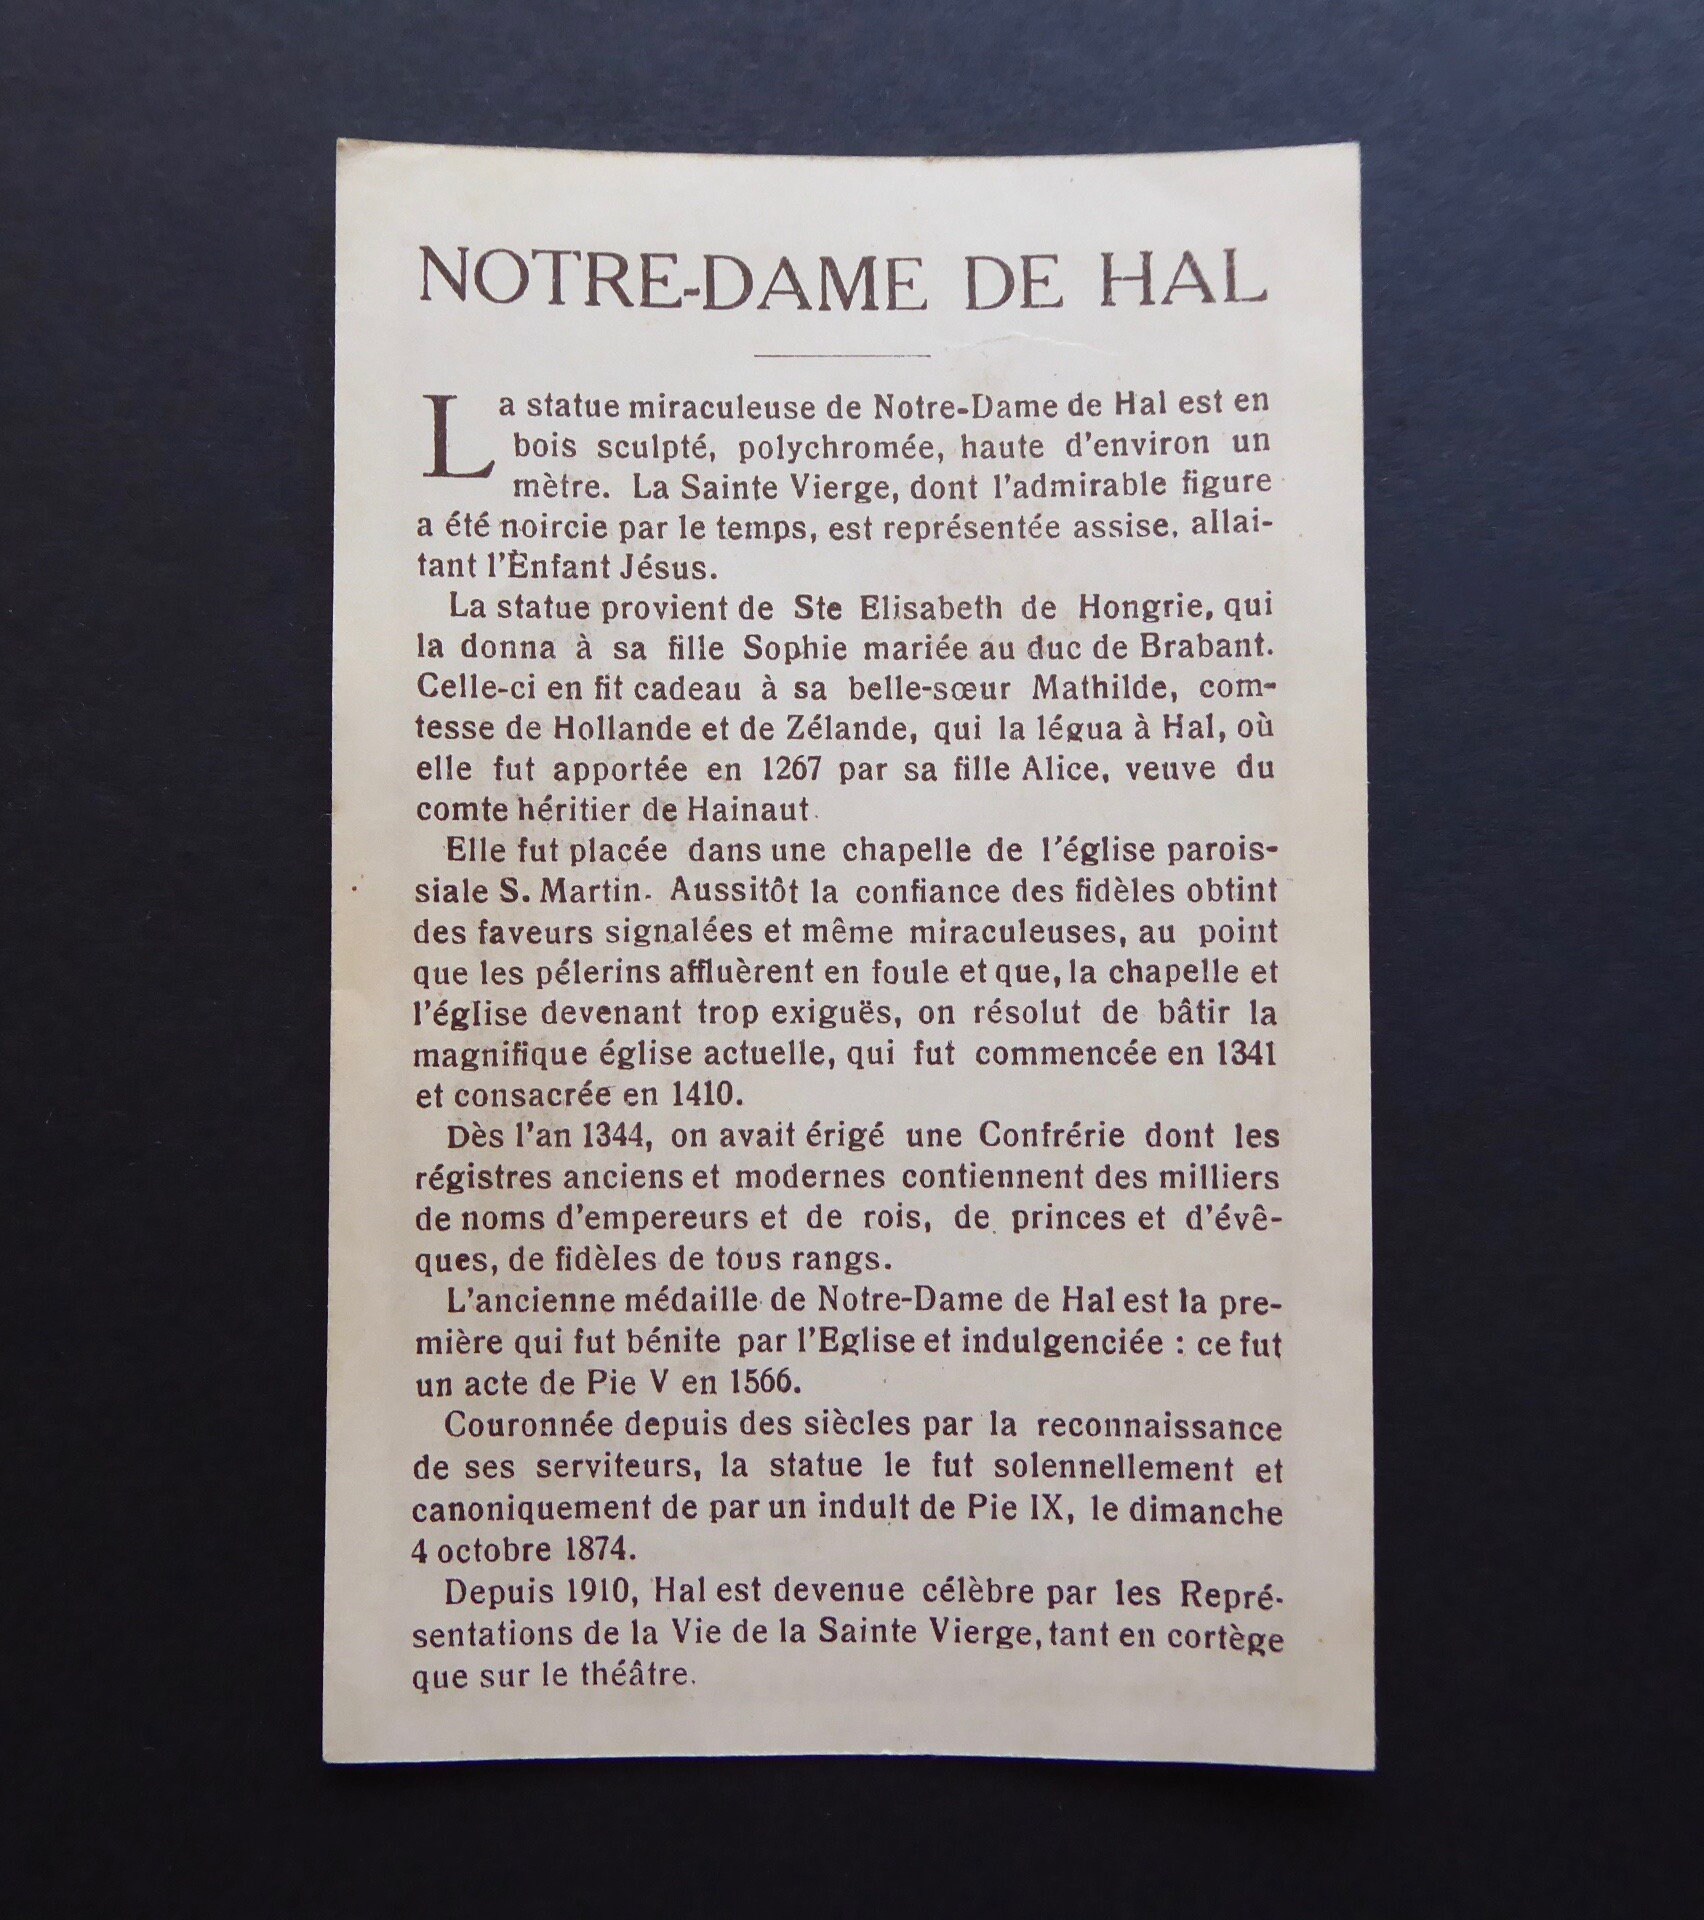 NOTRE-DAME DE HAL
La statue miraculeuse de Notre-Dame de Hal est en
bois sculpté, polychromée, haute d'environ un
mètre. La Sainte Vierge, dont l'admirable figure
a été noircie par le temps, est représentée assise, allai-
tant l'Enfant Jésus.
La statue provient de Ste Elisabeth de Hongrie, qui
la donna à sa fille Sophie mariée au duc de Brabant.
Celle-ci en fit cadeau à sa belle-sœur Mathilde, com-
tesse de Hollande et de Zélande, qui la légua à Hal, où
elle fut apportée en 1267 par sa fille Alice, veuve du
comte héritier de Hainaut.
Elle fut placée dans une chapelle de l'église parois-
siale S. Martin. Aussitôt la confiance des fidèles obtint
des faveurs signalées et même miraculeuses, au point
que les pélerins affluèrent en foule et que, la chapelle et
l'église devenant trop exiguës, on résolut de bâtir la
magnifique église actuelle, qui fut commencée en 1341
et consacrée en 1410.
Dès l'an 1344, on avait érigé une Confrérie dont les
régistres anciens et modernes contiennent des milliers
de noms d'empereurs et de rois, de princes et d'évê-
ques, de fidèles de tous rangs.
L'ancienne médaille de Notre-Dame de Hal est la pre-
mière qui fut bénite par l'Eglise et indulgenciée : ce fut
un acte de Pie V en 1566.
Couronnée depuis des siècles par la reconnaissance
de ses serviteurs, la statue le fut solennellement et
canoniquement de par un indult de Pie IX, le dimanche
4 octobre 1874.
Depuis 1910, Hal est devenue célèbre par les Repré-
sentations de la Vie de la Sainte Vierge, tant en cortège
que sur le théâtre.